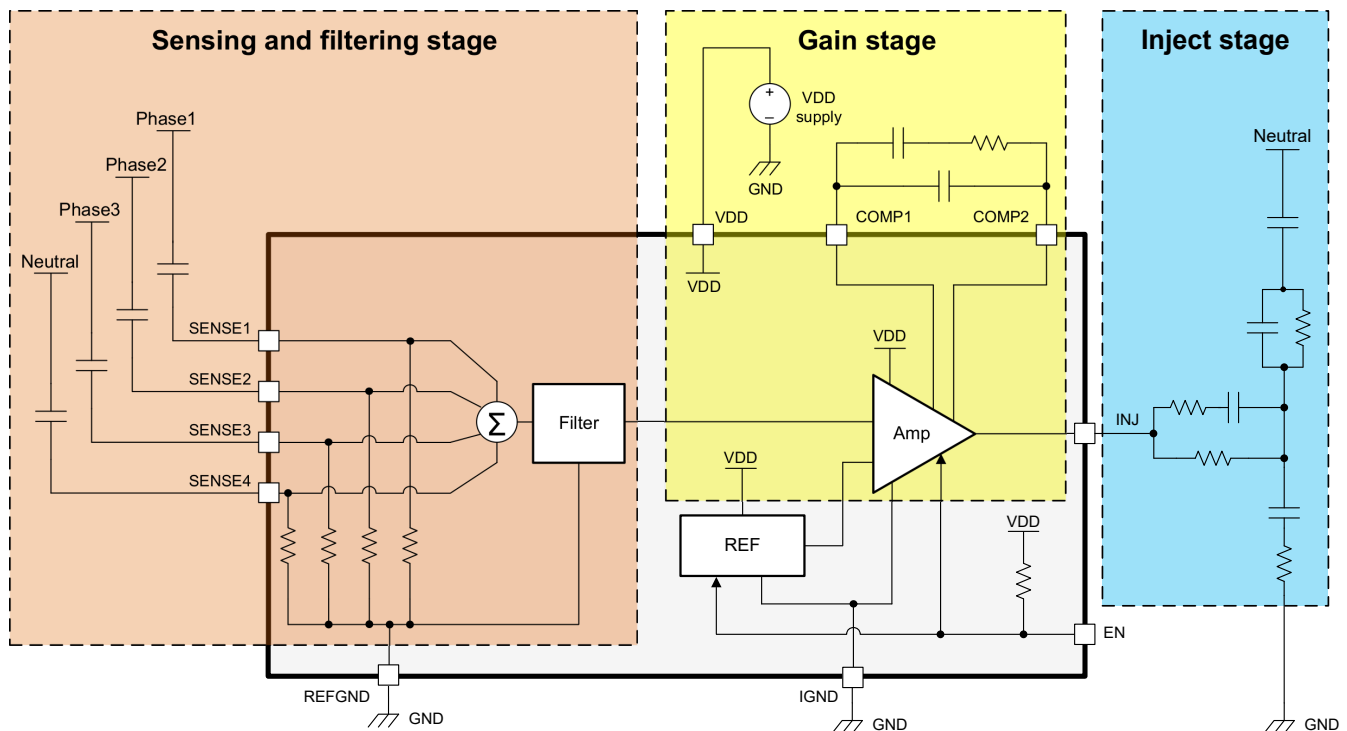 Sensing and filtering stage
Gain stage
Inject stage
Phase1
Phase2
Phase3
Neutral
VDD
supply
GND
Neutral
VDD
COMP1
COMP2
VDD
SENSE1
SENSE2
SENSE3
SENSE4
Σ
Filter
VDD
Amp
INJ
VDD
REF
VDD
EN
REFGND
GND
IGND
GND
GND